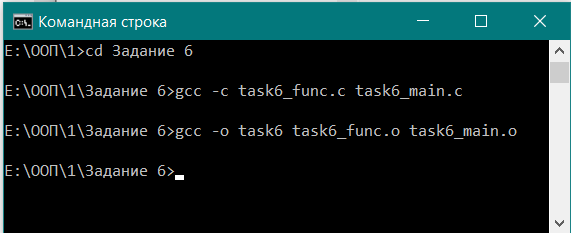 Командная строка
E:\ООП\1>cd Задание 6
E:\ООП\1\Задание 6>gcc -c task6_func.c task6_main.c
E:\ООП\1\Задание 6>gcc -o task6 task6_func.o task6_main.o
E:\ООП\1\Задание 6>